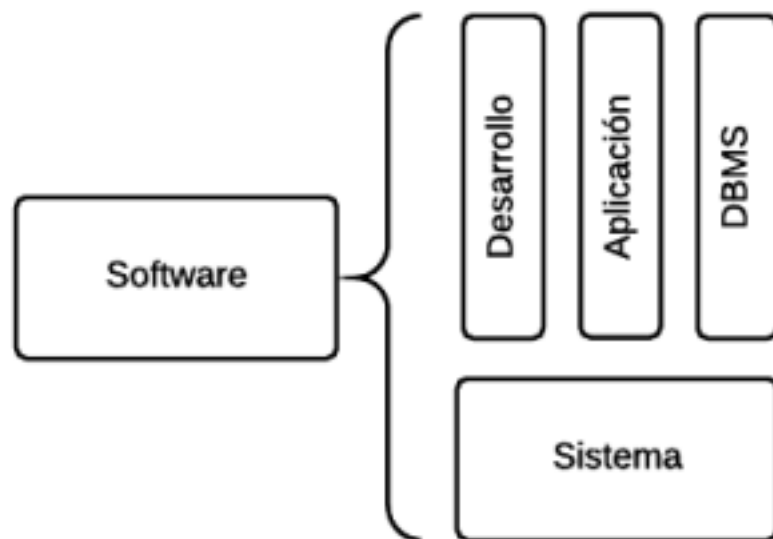 Software
Desarrollo
Aplicación
DBMS
Sistema